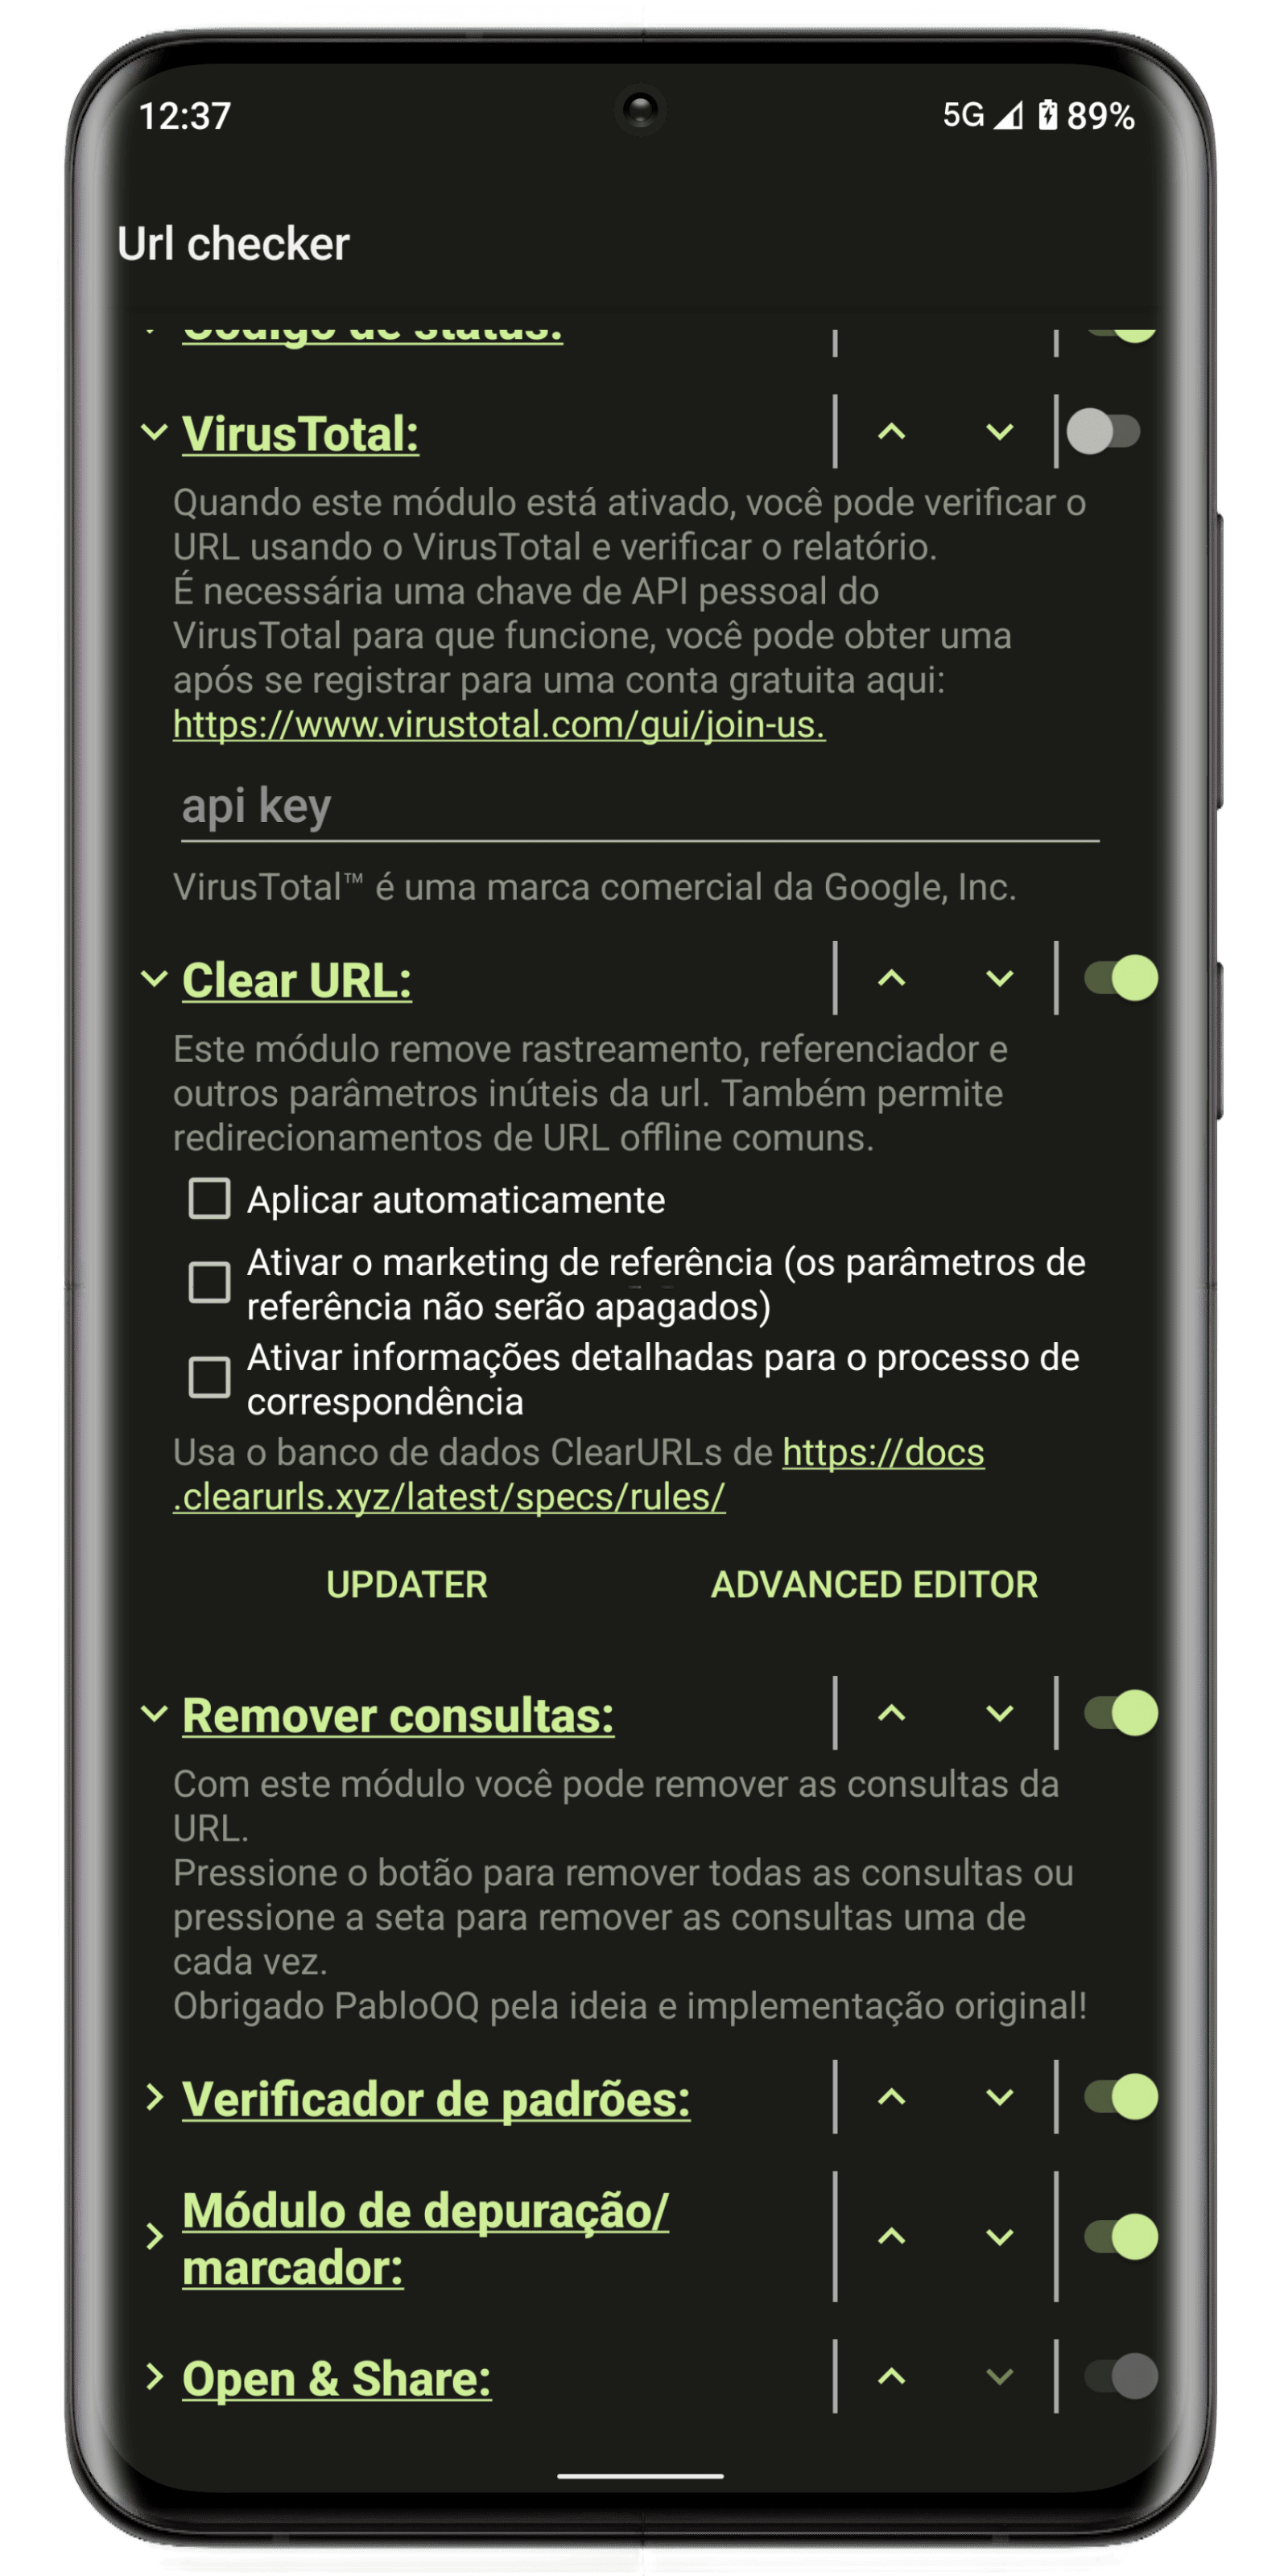 12:37
5G 89%
Url checker
Código de status:
VirusTotal:
Quando este módulo está ativado, você pode verificar o
URL usando o VirusTotal e verificar o relatório.
É necessária uma chave de API pessoal do
VirusTotal para que funcione, você pode obter uma
após se registrar para uma conta gratuita aqui:
https://www.virustotal.com/gui/join-us.
api key
VirusTotal™ é uma marca comercial da Google, Inc.
Clear URL:
Este módulo remove rastreamento, referenciador e
outros parâmetros inúteis da url. Também permite
redirecionamentos de URL offline comuns.
Aplicar automaticamente
Ativar o marketing de referência (os parâmetros de
referência não serão apagados)
Ativar informações detalhadas para o processo de
correspondência
Usa o banco de dados ClearURLs de https://docs
.clearurls.xyz/latest/specs/rules/
UPDATER ADVANCED EDITOR
Remover consultas:
Com este módulo você pode remover as consultas da
URL.
Pressione o botão para remover todas as consultas ou
pressione a seta para remover as consultas uma de
cada vez.
Obrigado PabloOQ pela ideia e implementação original!
Verificador de padrões:
Módulo de depuração/
marcador:
Open & Share: